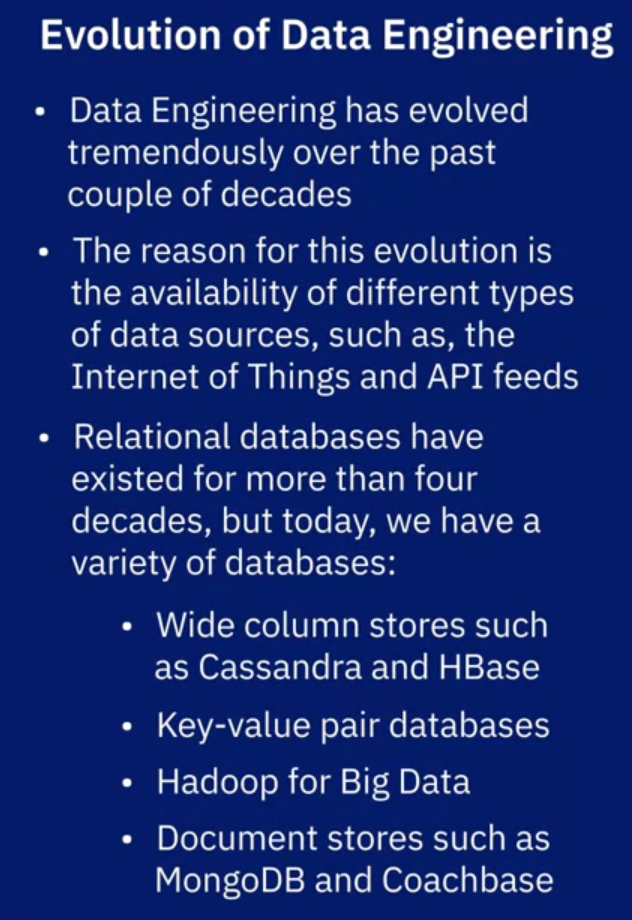 Evolution of Data Engineering
• Data Engineering has evolved
tremendously over the past
couple of decades
• The reason for this evolution is
the availability of different types
of data sources, such as, the
Internet of Things and API feeds
• Relational databases have
existed for more than four
decades, but today, we have a
variety of databases:
• Wide column stores such
as Cassandra and HBase
• Key-value pair databases
• Hadoop for Big Data
• Document stores such as
MongoDB and Coachbase